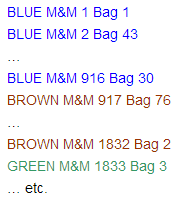 BLUE M&M 1 Bag 1
BLUE M&M 2 Bag 43
...
BLUE M&M 916 Bag 30
BROWN M&M 917 Bag 76
...
BROWN M&M 1832 Bag 2
GREEN M&M 1833 Bag 3
... etc.